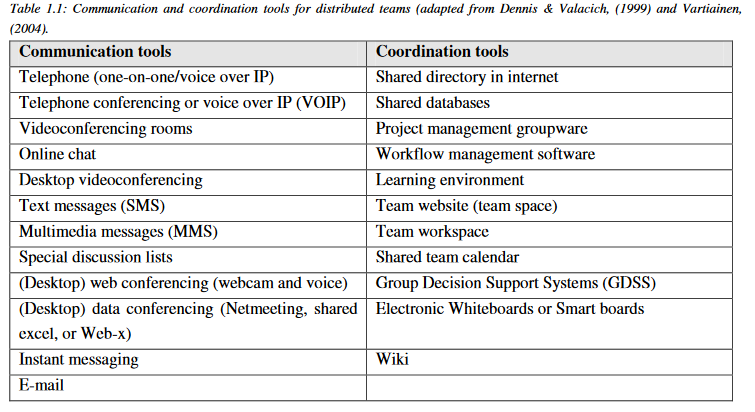 Table 1.1: Communication and coordination tools for distributed teams (adapted from Dennis & Valacich, (1999) and Vartiainen,
(2004).
Communication tools Coordination tools
Telephone (one-on-one/voice over IP) Shared directory in internet
Telephone conferencing or voice over IP (VOIP) Shared databases
Videoconferencing rooms Project management groupware
Online chat Workflow management software
Desktop videoconferencing Learning environment
Text messages (SMS) Team website (team space)
Multimedia messages (MMS) Team workspace
Special discussion lists Shared team calendar
(Desktop) web conferencing (webcam and voice) Group Decision Support Systems (GDSS)
(Desktop) data conferencing (Netmeeting, shared Electronic Whiteboards or Smart boards
excel, or Web-x)
Instant messaging Wiki
E-mail